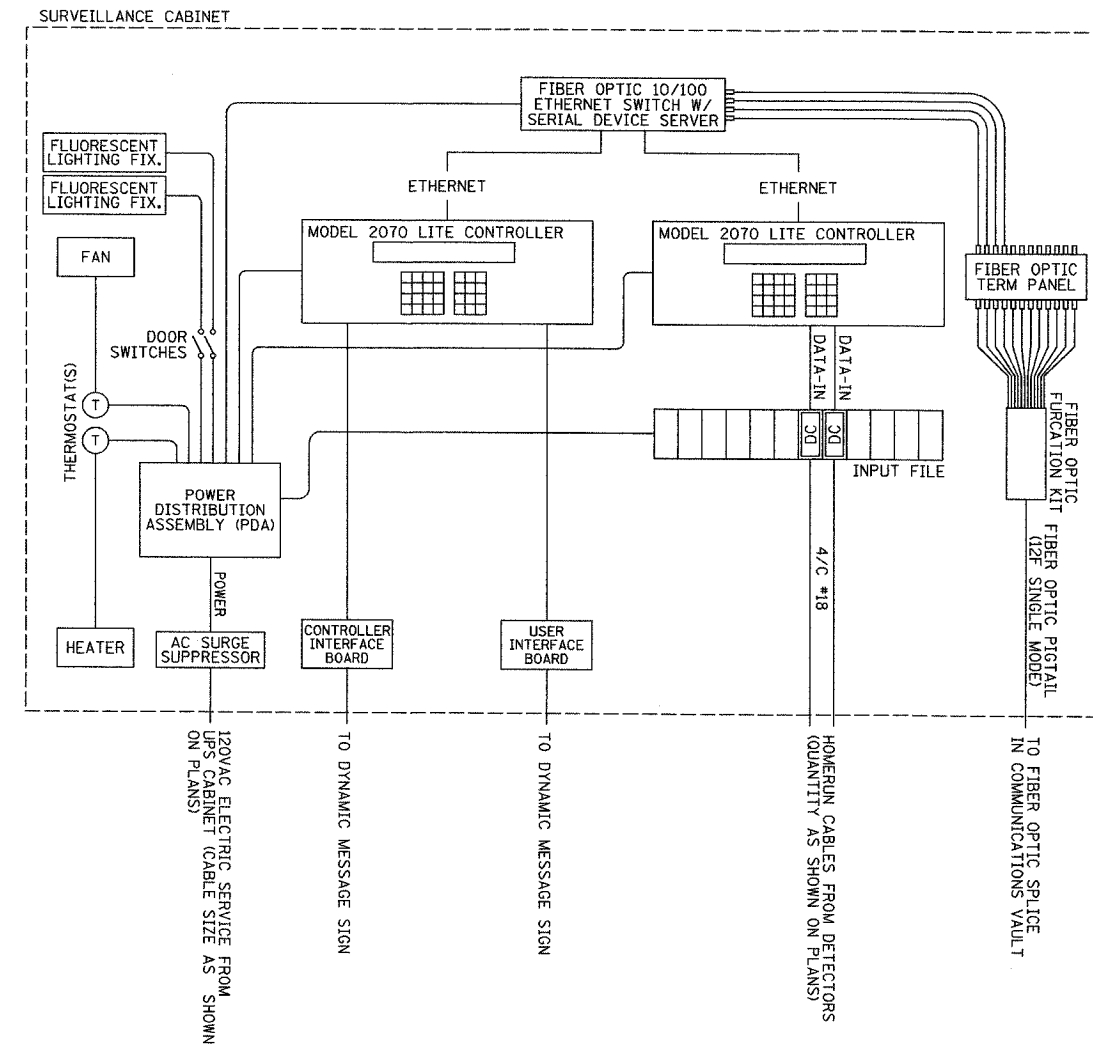 SURVEILLANCE CABINET
FIBER OPTIC 10/100
ETHERNET SWITCH W/
SERIAL DEVICE SERVER
FLUORESCENT
LIGHTING FIX.
FLUORESCENT
LIGHTING FIX.
ETHERNET
ETHERNET
MODEL 2070 LITE CONTROLLER
MODEL 2070 LITE CONTROLLER
FAN
FIBER OPTIC
TERM PANEL
DOOR
SWITCHES
DATA-IN
DATA-IN
THERMOSTAT(S)
T
T
DC
DC
INPUT FILE
FIBER OPTIC
FURCATION KIT
POWER
DISTRIBUTION
ASSEMBLY (PDA)
POWER
4/C #18
FIBER OPTIC PIGTAIL
(12F SINGLE MODE)
HEATER
AC SURGE
SUPPRESSOR
CONTROLLER
INTERFACE
BOARD
USER
INTERFACE
BOARD
120VAC ELECTRIC SERVICE FROM
UPS CABINET (CABLE SIZE AS SHOWN
ON PLANS)
TO DYNAMIC MESSAGE SIGN
TO DYNAMIC MESSAGE SIGN
HOMERUN CABLES FROM DETECTORS
(QUANTITY AS SHOWN ON PLANS)
TO FIBER OPTIC SPLICE
IN COMMUNICATIONS VAULT